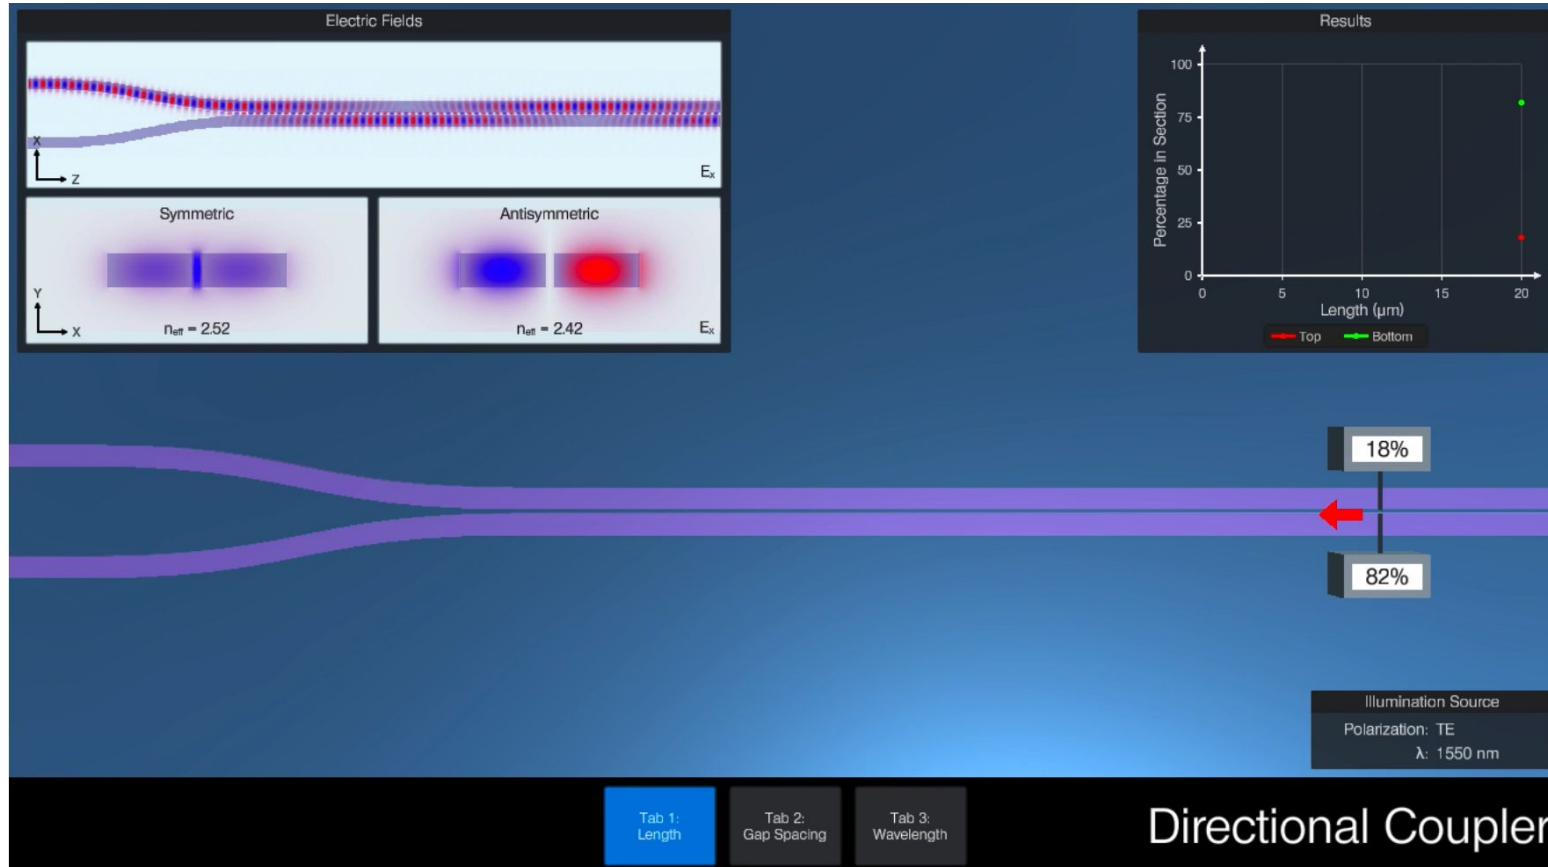 Electric Fields
X
Z
Ex
Symmetric
Y
X
neff = 2.52
Antisymmetric
neff = 2.42
Ex
Results
Percentage in Section
100
75
50
25
0
0 5 10 15 20
Length (µm)
Top Bottom
18%
82%
Illumination Source
Polarization: TE
λ: 1550 nm
Tab 1:
Length
Tab 2:
Gap Spacing
Tab 3:
Wavelength
Directional Coupler